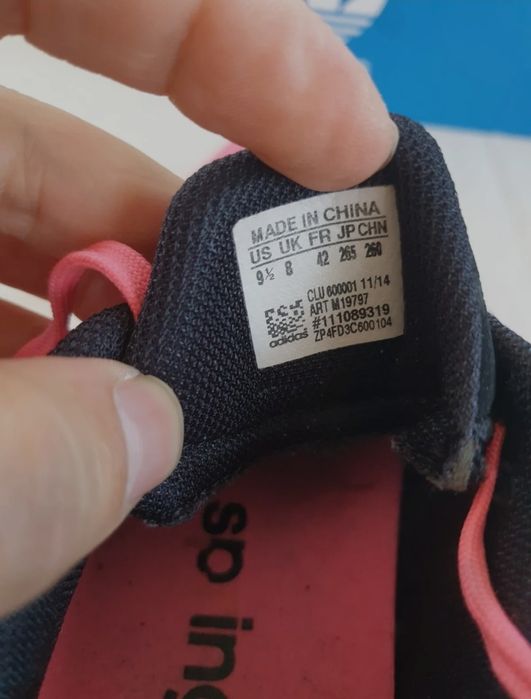 MADE IN CHINA
US UK FR JP CHN
9½ 8 42 265 260
CLU 600001 11/14
ART M19797
#111089319
adidas
ZP4FD3C600104